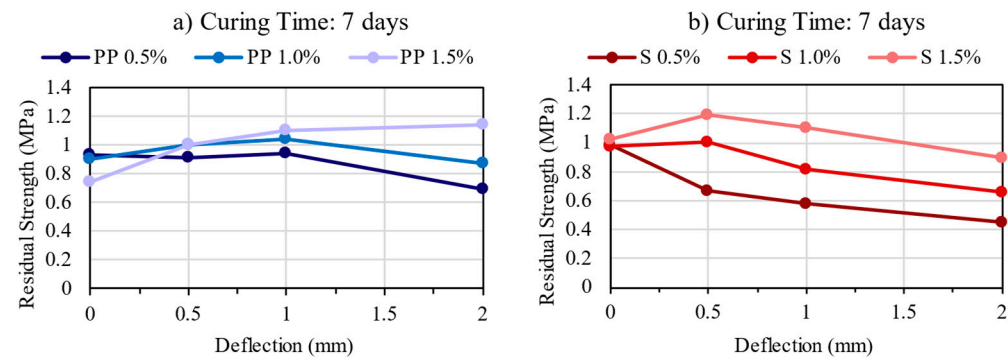 a) Curing Time: 7 days
PP 0.5% PP 1.0% PP 1.5%
Residual Strength (MPa)
1.4
1.2
1
0.8
0.6
0.4
0.2
0
0 0.5 1 1.5 2
Deflection (mm)
b) Curing Time: 7 days
S 0.5% S 1.0% S 1.5%
Residual Strength (MPa)
1.4
1.2
1
0.8
0.6
0.4
0.2
0
0 0.5 1 1.5 2
Deflection (mm)